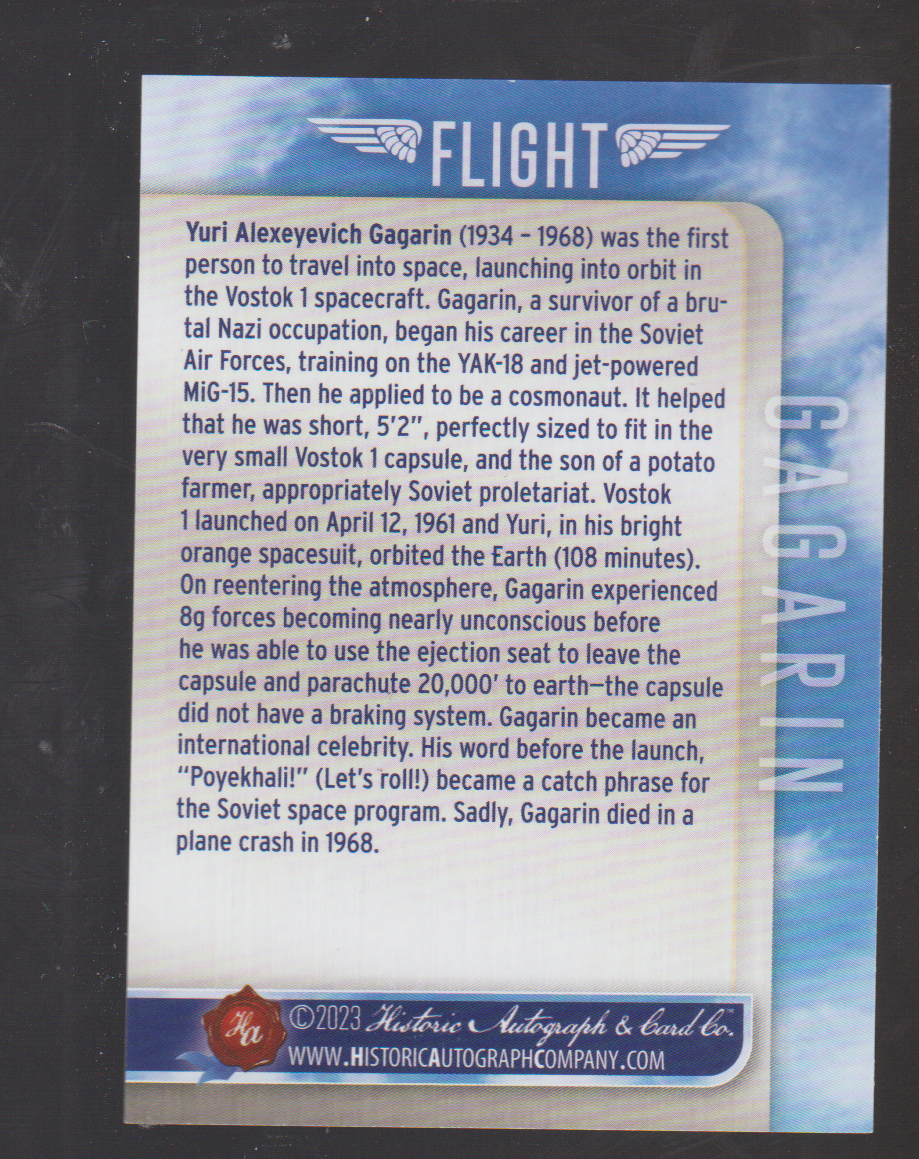 FLIGHT
Yuri Alexeyevich Gagarin (1934 – 1968) was the first
person to travel into space, launching into orbit in
the Vostok 1 spacecraft. Gagarin, a survivor of a bru-
tal Nazi occupation, began his career in the Soviet
Air Forces, training on the YAK-18 and jet-powered
MiG-15. Then he applied to be a cosmonaut. It helped
that he was short, 5'2”, perfectly sized to fit in the
very small Vostok 1 capsule, and the son of a potato
farmer, appropriately Soviet proletariat. Vostok
1 launched on April 12, 1961 and Yuri, in his bright
orange spacesuit, orbited the Earth (108 minutes).
On reentering the atmosphere, Gagarin experienced
8g forces becoming nearly unconscious before
he was able to use the ejection seat to leave the
capsule and parachute 20,000' to earth—the capsule
did not have a braking system. Gagarin became an
international celebrity. His word before the launch,
“Poyekhali!” (Let's roll!) became a catch phrase for
the Soviet space program. Sadly, Gagarin died in a
plane crash in 1968.
GAGARIN
Ha
©2023 Historic Autograph & Card Co.™
WWW.HISTORICAUTOGRAPHCOMPANY.COM